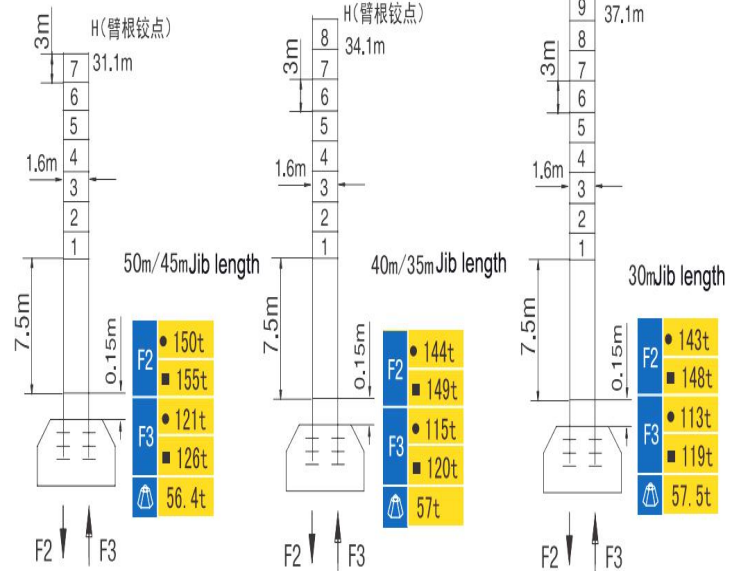 H(臂根铰点)
31.1m
3m
7
6
5
4
1.6m
3
2
1
50m/45mJib length
7.5m
0.15m
F2
● 150t
■ 155t
F3
● 121t
■ 126t
56.4t
F2
F3
H(臂根铰点)
34.1m
3m
8
7
6
5
4
1.6m
3
2
1
40m/35mJib length
7.5m
0.15m
F2
● 144t
■ 149t
F3
● 115t
■ 120t
57t
F2
F3
9
37.1m
3m
8
7
6
5
4
1.6m
3
2
1
30mJib length
7.5m
0.15m
F2
● 143t
■ 148t
F3
● 113t
■ 119t
57.5t
F2
F3